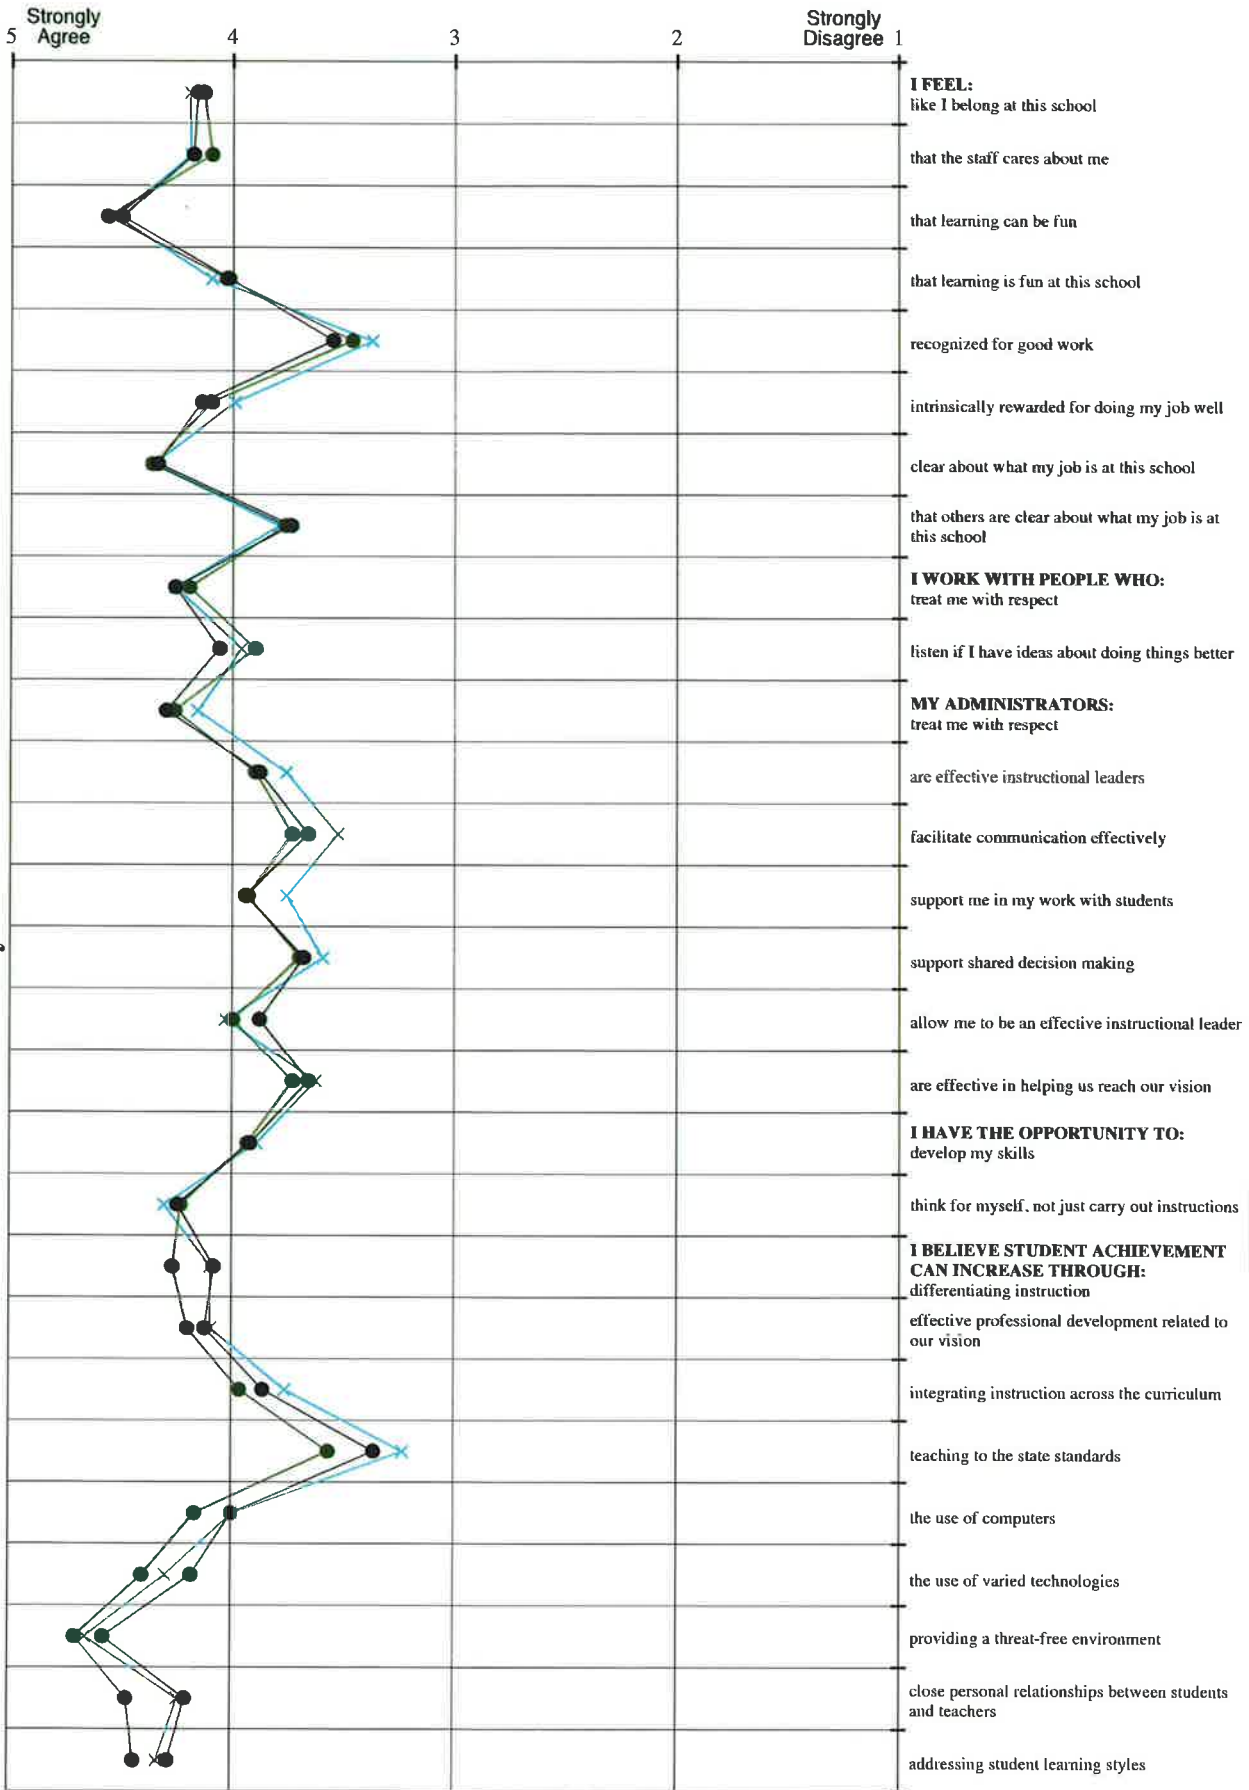 Strongly
Agree
Strongly
Disagree
5 4 3 2 1
I FEEL:
like I belong at this school
that the staff cares about me
that learning can be fun
that learning is fun at this school
recognized for good work
intrinsically rewarded for doing my job well
clear about what my job is at this school
that others are clear about what my job is at
this school
I WORK WITH PEOPLE WHO:
treat me with respect
listen if I have ideas about doing things better
MY ADMINISTRATORS:
treat me with respect
are effective instructional leaders
facilitate communication effectively
support me in my work with students
support shared decision making
allow me to be an effective instructional leader
are effective in helping us reach our vision
I HAVE THE OPPORTUNITY TO:
develop my skills
think for myself, not just carry out instructions
I BELIEVE STUDENT ACHIEVEMENT
CAN INCREASE THROUGH:
differentiating instruction
effective professional development related to
our vision
integrating instruction across the curriculum
teaching to the state standards
the use of computers
the use of varied technologies
providing a threat-free environment
close personal relationships between students
and teachers
addressing student learning styles